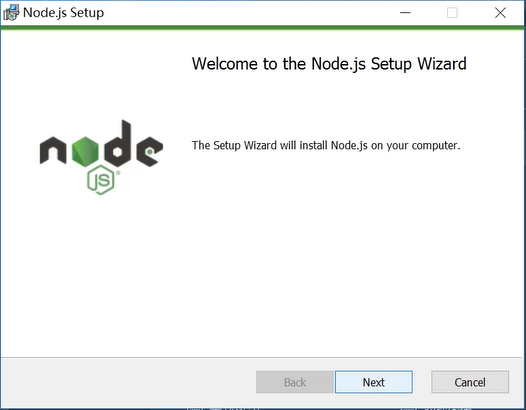 Node.js Setup
Welcome to the Node.js Setup Wizard
The Setup Wizard will install Node.js on your computer.
node
JS®
Back
Next
Cancel